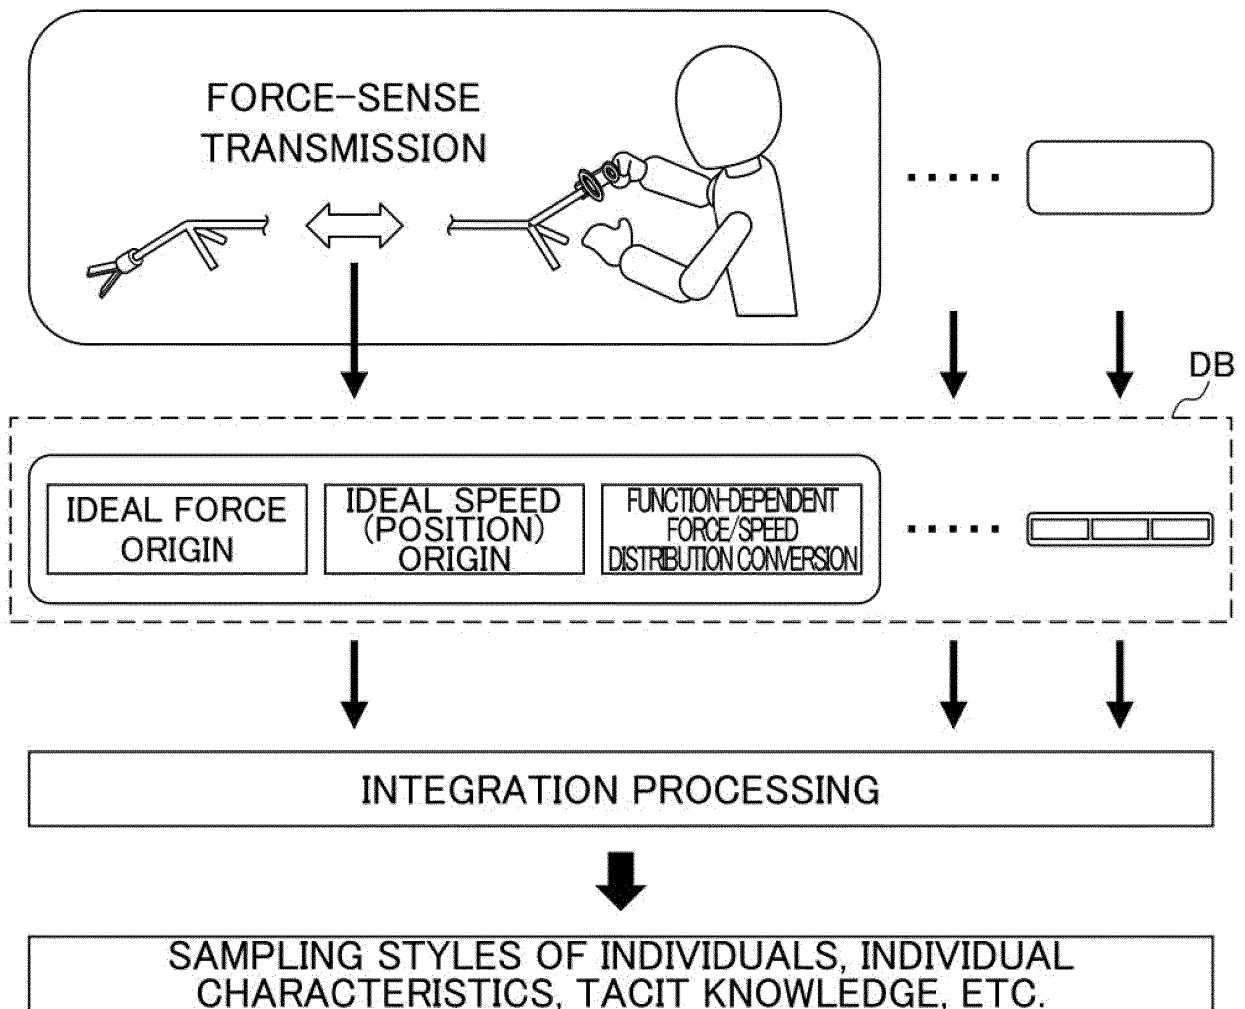 FORCE-SENSE
TRANSMISSION
DB
IDEAL FORCE
ORIGIN
IDEAL SPEED
(POSITION)
ORIGIN
FUNCTION-DEPENDENT
FORCE/SPEED
DISTRIBUTION CONVERSION
INTEGRATION PROCESSING
SAMPLING STYLES OF INDIVIDUALS, INDIVIDUAL
CHARACTERISTICS, TACIT KNOWLEDGE, ETC.